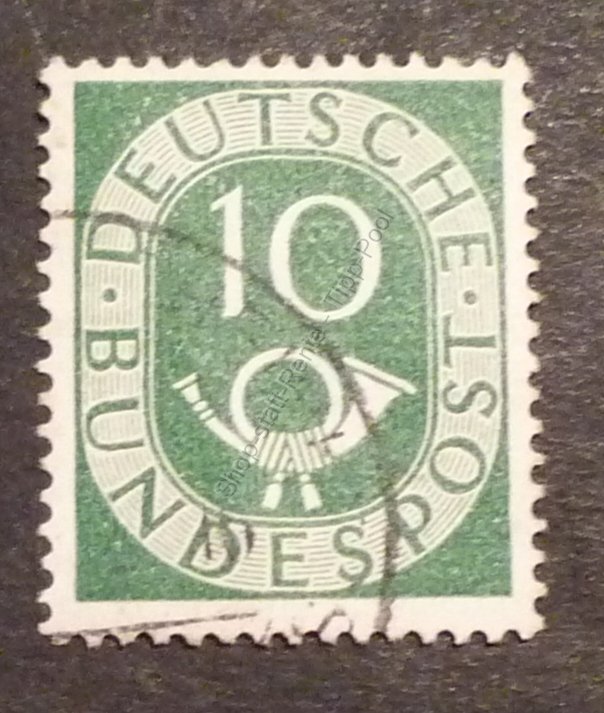 DEUTSCHE
BUNDESPOST
10
Shop-statt-Rente - Tipp-Pool